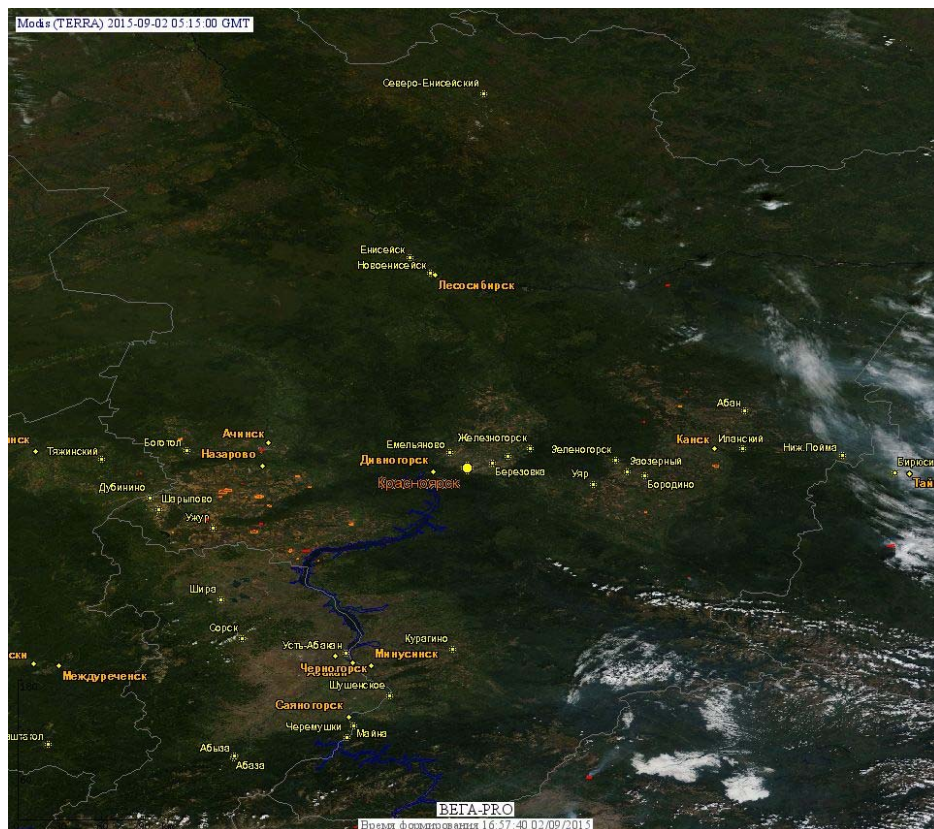 Modis (TERRA) 2015-09-02 05:15:00 GMT
Северо-Енисейский
Енисейск
Новоенисейск
Лесосибирск
Абан
Ачинск
Боготол
Емельяново
Железногорск
Зеленогорск
Канск
Иланский
Тяжинский
Назарово
Дивногорск
Березовка
Заозерный
Ниж.Пойма
Красноярск
Уяр
Бородино
Дубинино
Шарыпово
Ужур
Шира
Сорск
Усть-Абакан
Курагино
Минусинск
Черногорск
Междуреченск
Шушенское
Саяногорск
Черемушки
Майна
Абыза
Абаза
ВЕГА-PRO
Время формирования 16:57:40 02/09/2015